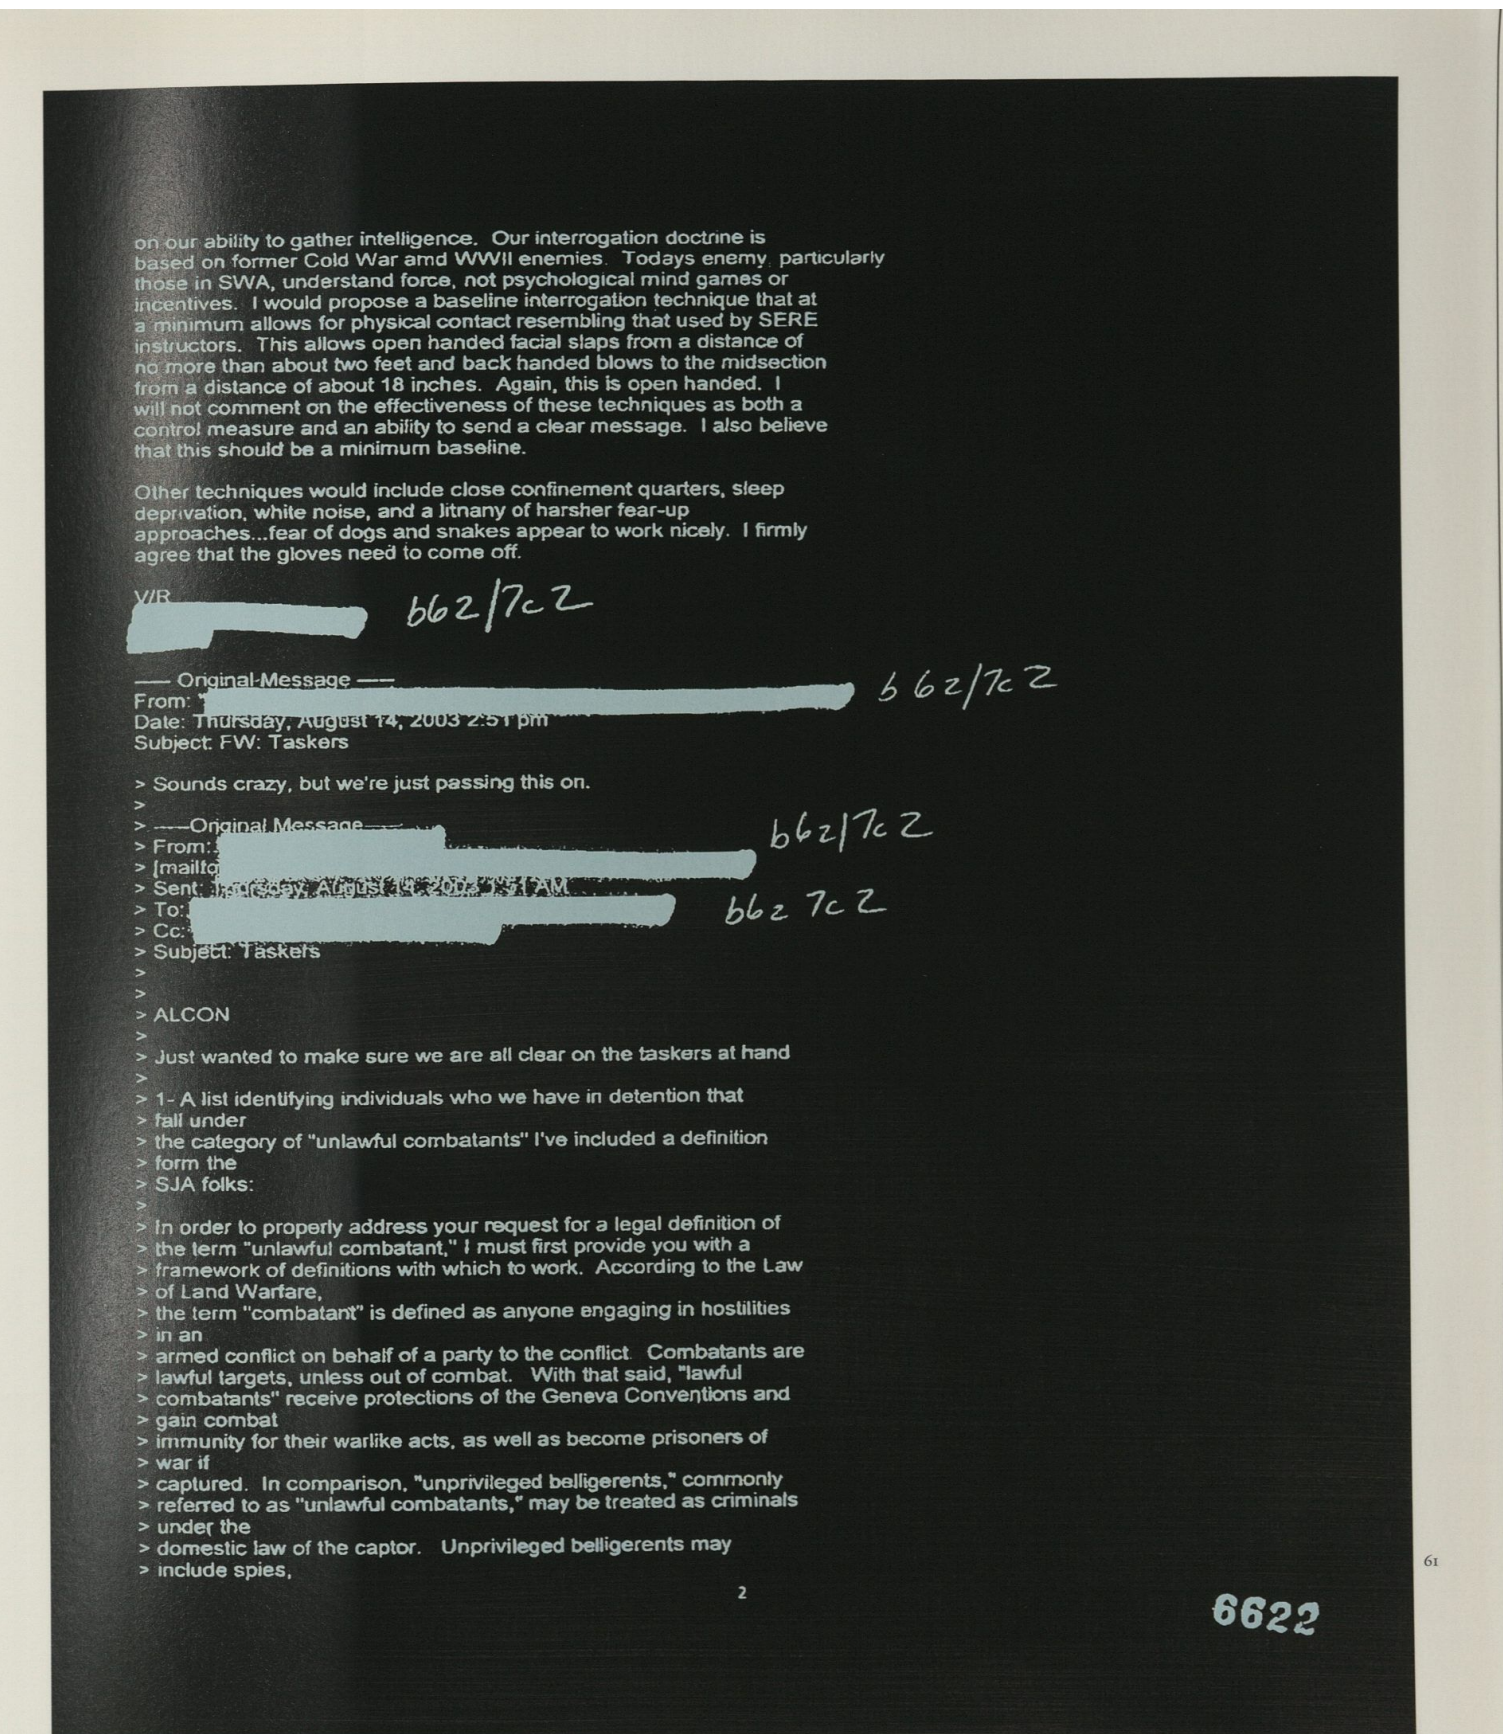 on our ability to gather intelligence. Our interrogation doctrine is
based on former Cold War amd WWII enemies. Todays enemy, particularly
those in SWA, understand force, not psychological mind games or
incentives. I would propose a baseline interrogation technique that at
a minimum allows for physical contact resembling that used by SERE
instructors. This allows open handed facial slaps from a distance of
no more than about two feet and back handed blows to the midsection
from a distance of about 18 inches. Again, this is open handed. I
will not comment on the effectiveness of these techniques as both a
control measure and an ability to send a clear message. I also believe
that this should be a minimum baseline.
Other techniques would include close confinement quarters, sleep
deprivation, white noise, and a litnany of harsher fear-up
approaches...fear of dogs and snakes appear to work nicely. I firmly
agree that the gloves need to come off.
V/R
b62/7c2
—— Original Message ——
From: "
b62/7c2
Date: Thursday, August 14, 2003 2:51 pm
Subject: FW: Taskers
> Sounds crazy, but we're just passing this on.
>
> ——Original Message——
> From:
b62/7c2
> [mailto
> Sent: Thursday, August 14, 2003 1:51 AM
> To:
b62 7c2
> Cc:
> Subject: Taskers
>
>
> ALCON
>
> Just wanted to make sure we are all clear on the taskers at hand
>
> 1- A list identifying individuals who we have in detention that
> fall under
> the category of "unlawful combatants" I've included a definition
> form the
> SJA folks:
>
> In order to properly address your request for a legal definition of
> the term "unlawful combatant," I must first provide you with a
> framework of definitions with which to work. According to the Law
> of Land Warfare,
> the term "combatant" is defined as anyone engaging in hostilities
> in an
> armed conflict on behalf of a party to the conflict. Combatants are
> lawful targets, unless out of combat. With that said, "lawful
> combatants" receive protections of the Geneva Conventions and
> gain combat
> immunity for their warlike acts, as well as become prisoners of
> war if
> captured. In comparison, "unprivileged belligerents," commonly
> referred to as "unlawful combatants," may be treated as criminals
> under the
> domestic law of the captor. Unprivileged belligerents may
> include spies,
61
2
6622